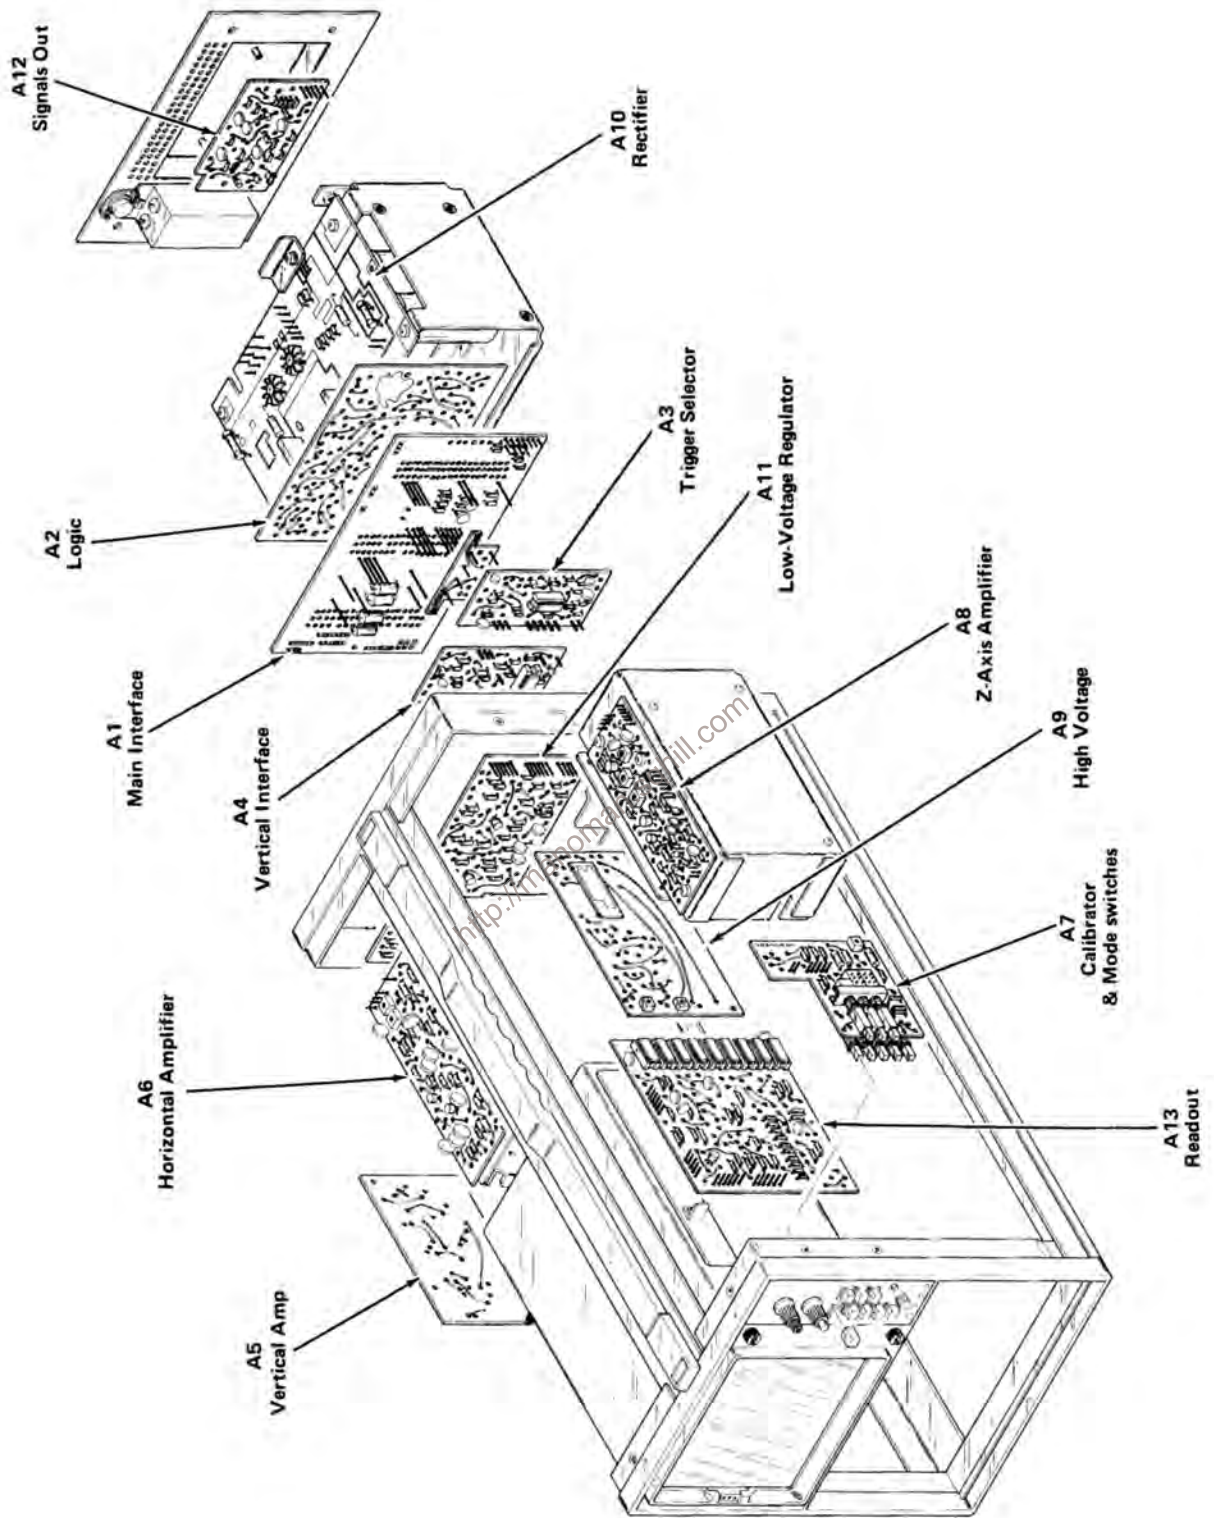 A12
Signals Out
A10
Rectifier
A2
Logic
A3
Trigger Selector
A1
Main Interface
A11
Low-Voltage Regulator
A4
Vertical Interface
A8
Z-Axis Amplifier
A9
High Voltage
A6
Horizontal Amplifier
A7
Calibrator
& Mode switches
A5
Vertical Amp
A13
Readout